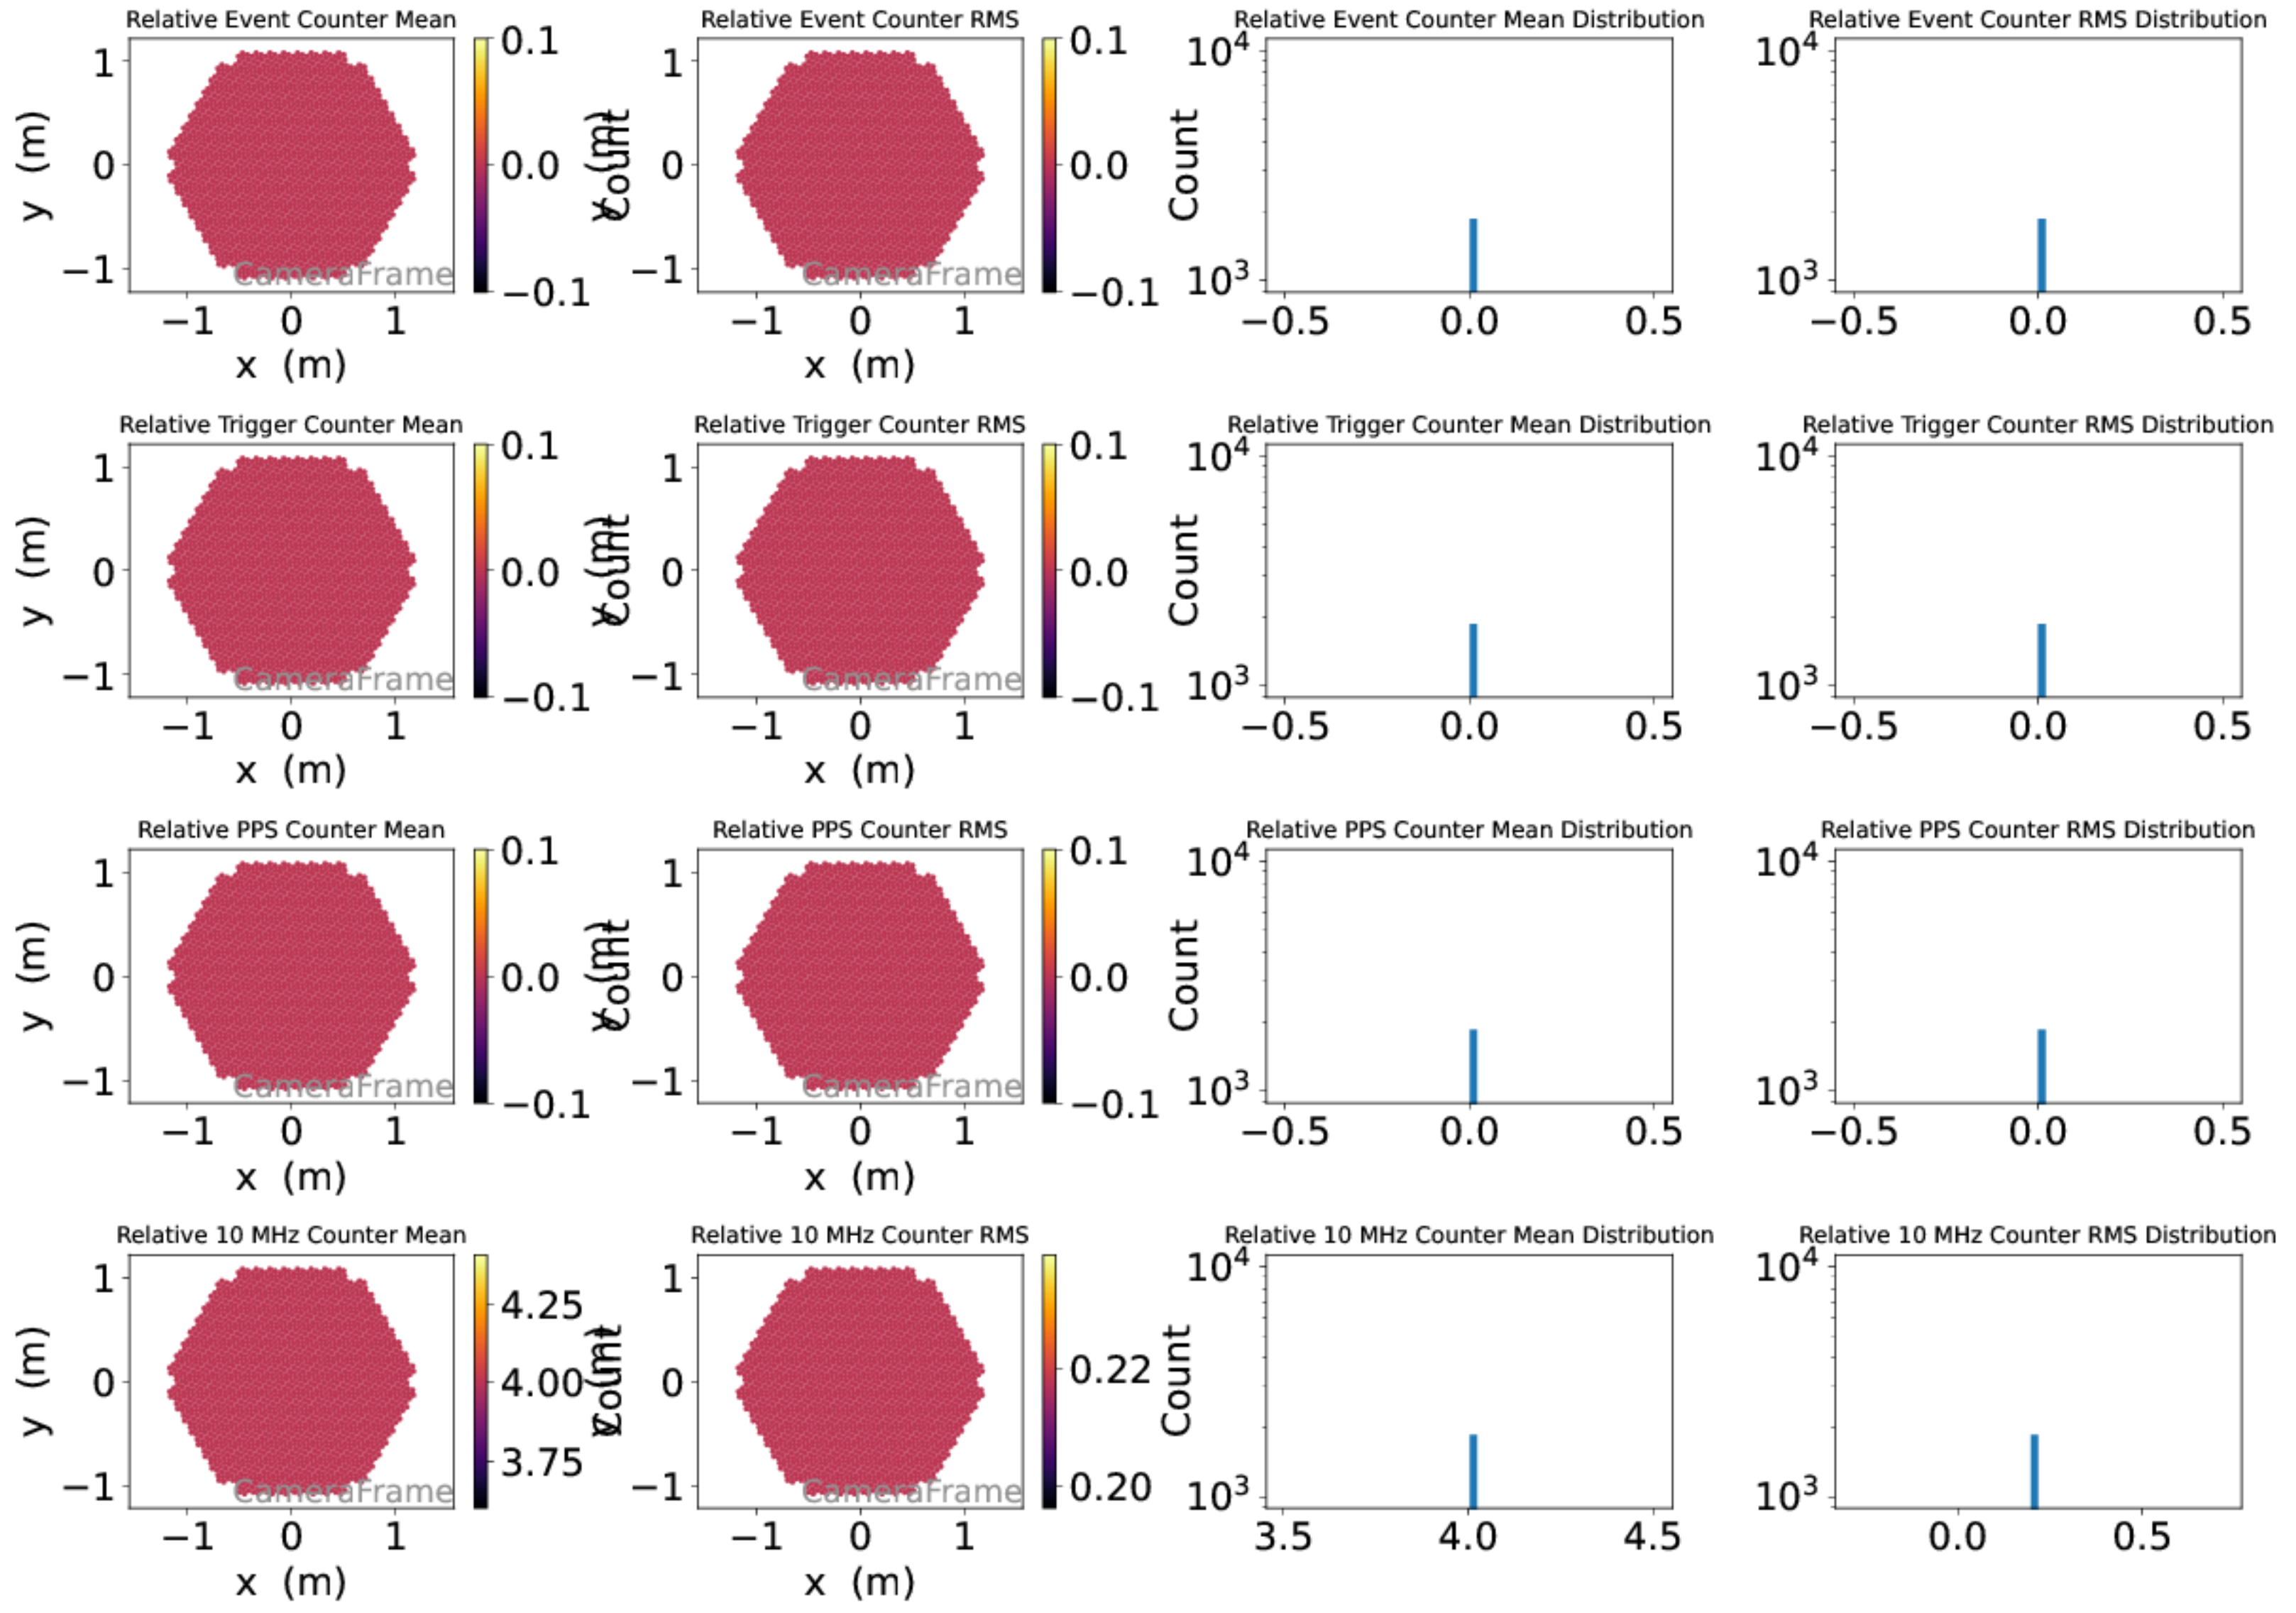 Relative Event Counter Mean
1
0
−1
y (m)
−1 0 1
x (m)
CameraFrame
0.1
0.0
−0.1
Count
Relative Event Counter RMS
1
0
−1
y (m)
−1 0 1
x (m)
CameraFrame
0.1
0.0
−0.1
Relative Event Counter Mean Distribution
Count
10⁴
10³
−0.5 0.0 0.5
Relative Event Counter RMS Distribution
10⁴
10³
−0.5 0.0 0.5
Relative Trigger Counter Mean
1
0
−1
y (m)
−1 0 1
x (m)
CameraFrame
0.1
0.0
−0.1
Count
Relative Trigger Counter RMS
1
0
−1
y (m)
−1 0 1
x (m)
CameraFrame
0.1
0.0
−0.1
Relative Trigger Counter Mean Distribution
Count
10⁴
10³
−0.5 0.0 0.5
Relative Trigger Counter RMS Distribution
10⁴
10³
−0.5 0.0 0.5
Relative PPS Counter Mean
1
0
−1
y (m)
−1 0 1
x (m)
CameraFrame
0.1
0.0
−0.1
Count
Relative PPS Counter RMS
1
0
−1
y (m)
−1 0 1
x (m)
CameraFrame
0.1
0.0
−0.1
Relative PPS Counter Mean Distribution
Count
10⁴
10³
−0.5 0.0 0.5
Relative PPS Counter RMS Distribution
10⁴
10³
−0.5 0.0 0.5
Relative 10 MHz Counter Mean
1
0
−1
y (m)
−1 0 1
x (m)
CameraFrame
4.25
4.00
3.75
Count
Relative 10 MHz Counter RMS
1
0
−1
y (m)
−1 0 1
x (m)
CameraFrame
0.22
0.20
Relative 10 MHz Counter Mean Distribution
Count
10⁴
10³
3.5 4.0 4.5
Relative 10 MHz Counter RMS Distribution
10⁴
10³
0.0 0.5